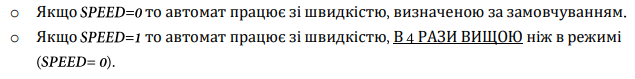 o Якщо SPEED=0 то автомат працює зі швидкістю, визначеною за замовчуванням.
o Якщо SPEED=1 то автомат працює зі швидкістю, В 4 РАЗИ ВИЩОЮ ніж в режимі
(SPEED= 0).